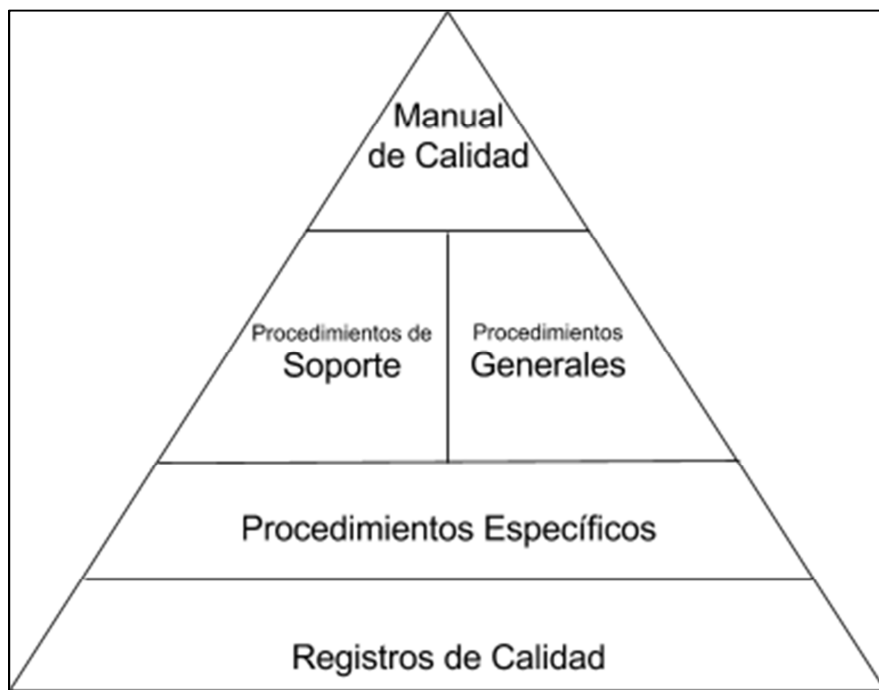 Manual
de Calidad
Procedimientos de
Soporte
Procedimientos
Generales
Procedimientos Específicos
Registros de Calidad